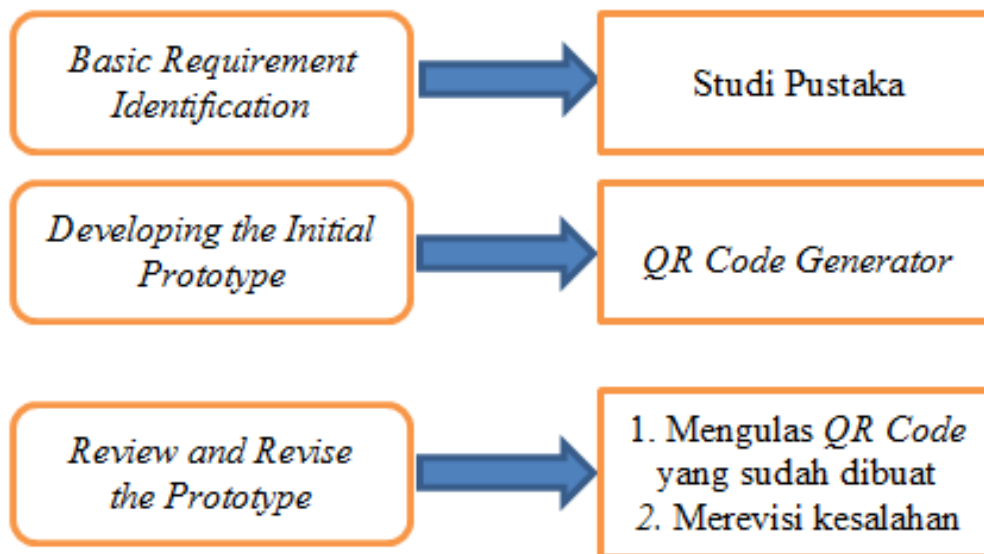 Basic Requirement
Identification
Studi Pustaka
Developing the Initial
Prototype
QR Code Generator
Review and Revise
the Prototype
1. Mengulas QR Code
yang sudah dibuat
2. Merevisi kesalahan